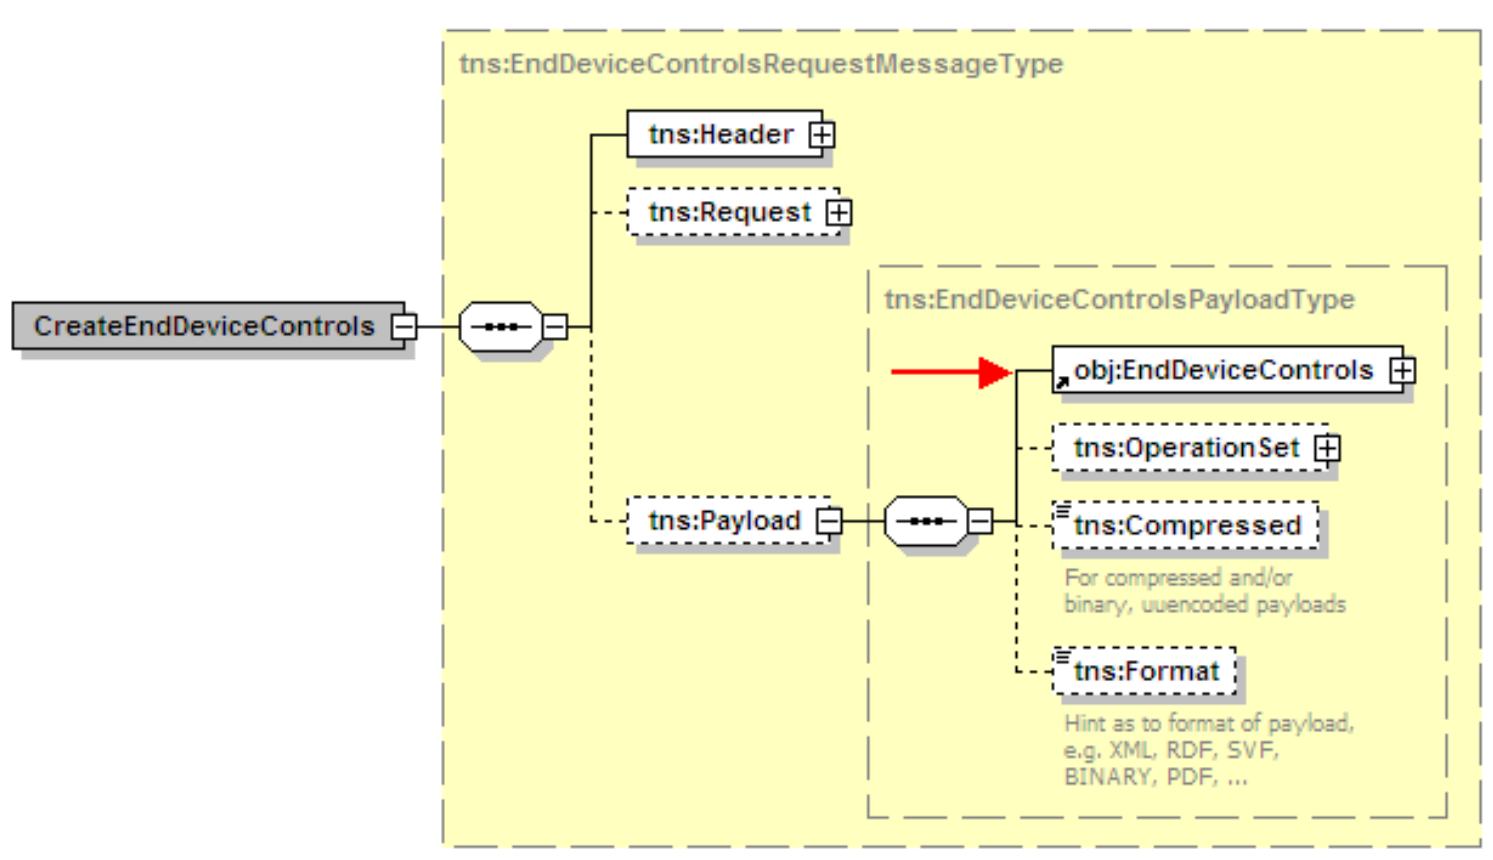 tns:EndDeviceControlsRequestMessageType
tns:Header
tns:Request
tns:EndDeviceControlsPayloadType
CreateEndDeviceControls
obj:EndDeviceControls
tns:OperationSet
tns:Payload
tns:Compressed
For compressed and/or
binary, uuencoded payloads
tns:Format
Hint as to format of payload,
e.g. XML, RDF, SVF,
BINARY, PDF, ...